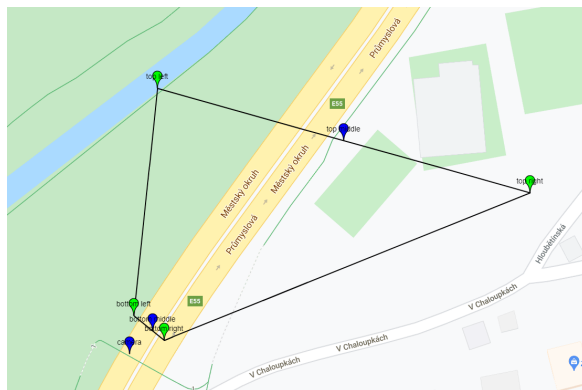 Průmyslová
top left
E55
top middle
Městský okruh
Městský okruh
top right
Průmyslová
Hloubětínská
V Chaloupkách
E55
bottom left
bottom middle
bottom right
camera
V Chaloupkách
V Chaloupkách